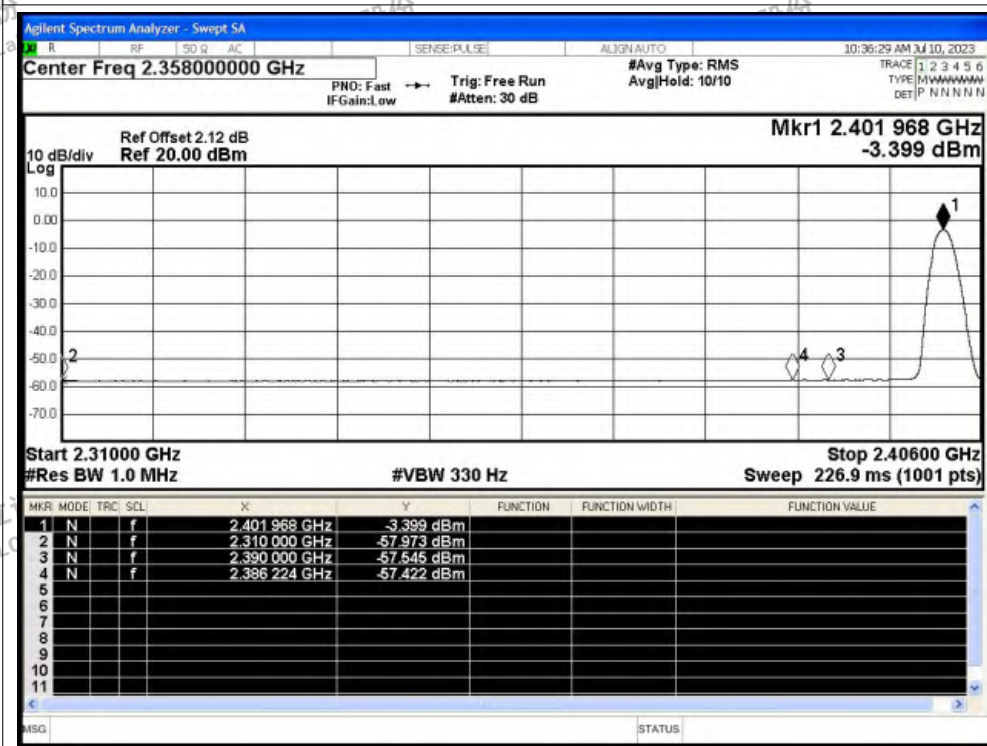 Agilent Spectrum Analyzer - Swept SA
R RF 50 Ω AC SENSE:PULSE ALIGN AUTO 10:36:29 AM Jul 10, 2023
Center Freq 2.358000000 GHz
PNO: Fast
IFGain:Low
Trig: Free Run
#Atten: 30 dB
#Avg Type: RMS
Avg|Hold: 10/10
TRACE 1 2 3 4 5 6
TYPE M
DET P N N N N N
Ref Offset 2.12 dB
10 dB/div Ref 20.00 dBm
Log
Mkr1 2.401 968 GHz
-3.399 dBm
10.0
0.00
-10.0
-20.0
-30.0
-40.0
-50.0
-60.0
-70.0
1
2
4
3
Start 2.31000 GHz Stop 2.40600 GHz
#Res BW 1.0 MHz #VBW 330 Hz Sweep 226.9 ms (1001 pts)
MKR MODE TRC SCL X Y FUNCTION FUNCTION WIDTH FUNCTION VALUE
1 N f 2.401 968 GHz -3.399 dBm
2 N f 2.310 000 GHz -57.973 dBm
3 N f 2.390 000 GHz -57.545 dBm
4 N f 2.386 224 GHz -57.422 dBm
5
6
7
8
9
10
11
MSG STATUS